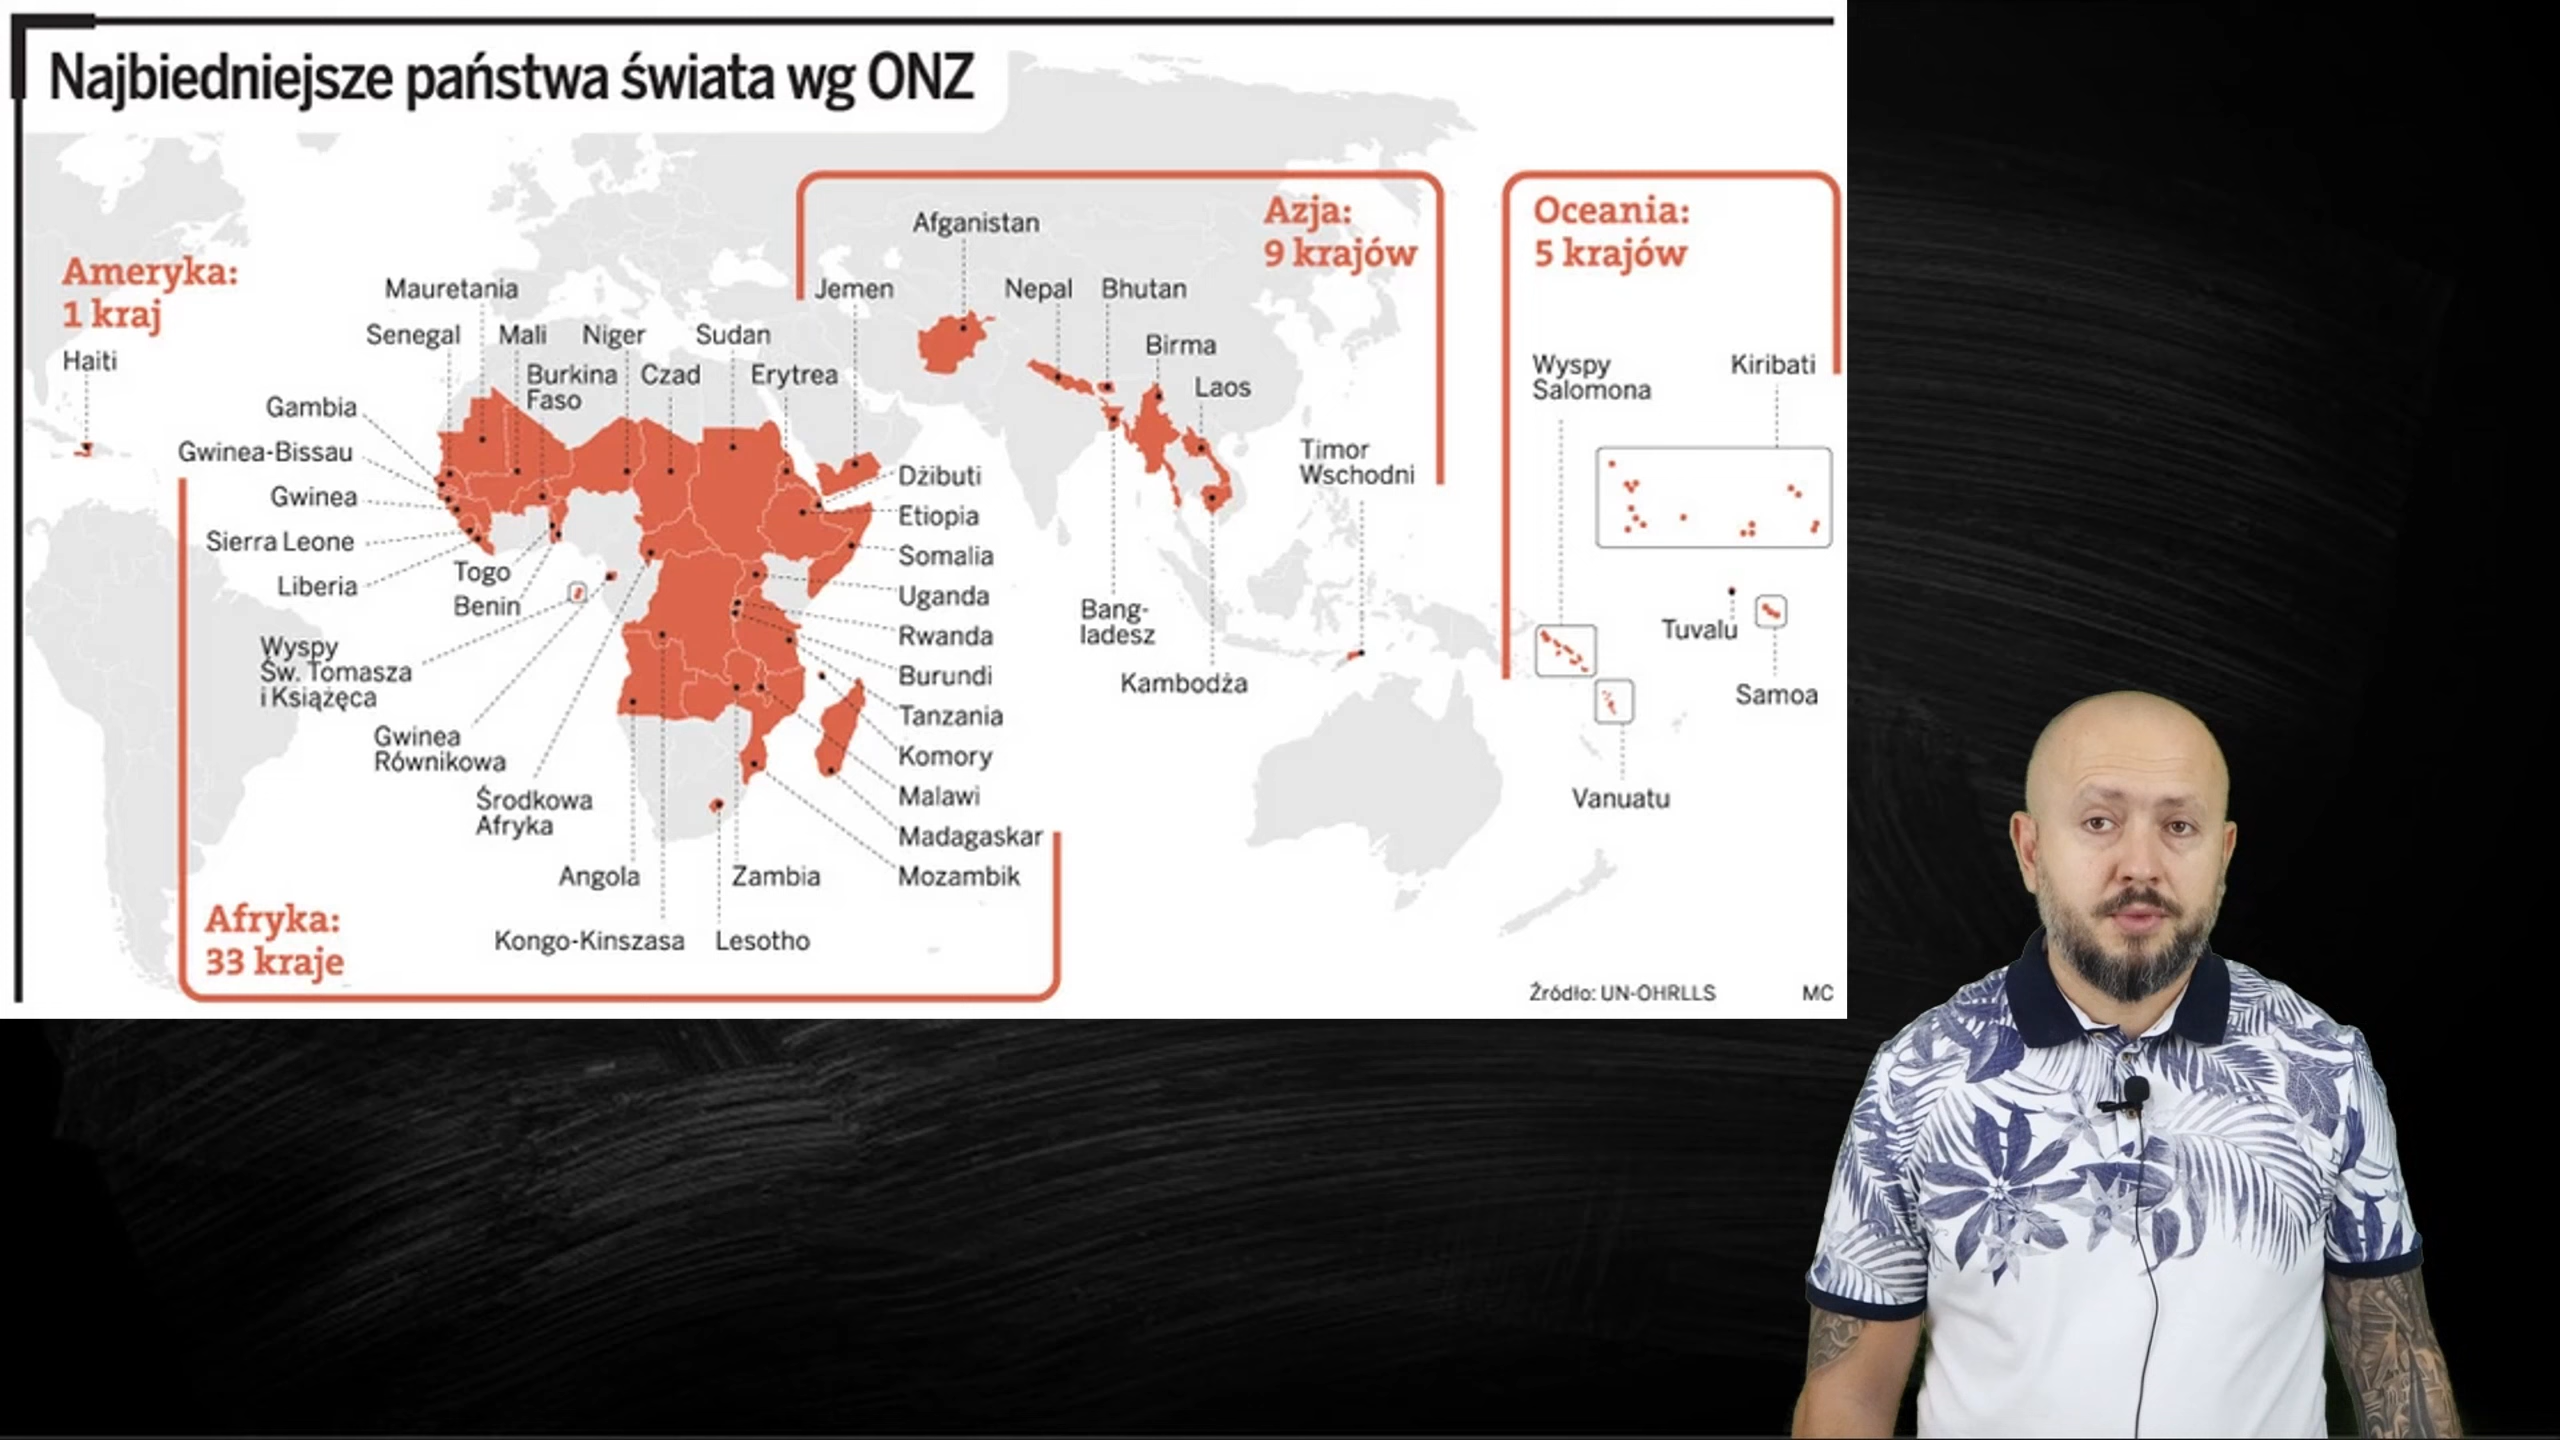 Najbiedniejsze państwa świata wg ONZ
Ameryka:
1 kraj
Haiti
Mauretania
Senegal
Mali
Niger
Sudan
Burkina
Faso
Czad
Erytrea
Gambia
Gwinea-Bissau
Gwinea
Sierra Leone
Liberia
Togo
Benin
Wyspy
Św. Tomasza
i Książęca
Gwinea
Równikowa
Środkowa
Afryka
Angola
Zambia
Kongo-Kinszasa
Lesotho
Dżibuti
Etiopia
Somalia
Uganda
Rwanda
Burundi
Tanzania
Komory
Malawi
Madagaskar
Mozambik
Afryka:
33 kraje
Azja:
9 krajów
Afganistan
Jemen
Nepal
Bhutan
Birma
Laos
Timor
Wschodni
Bang-
ladesz
Kambodża
Oceania:
5 krajów
Wyspy
Salomona
Kiribati
Tuvalu
Samoa
Vanuatu
Źródło: UN-OHRLLS
MC